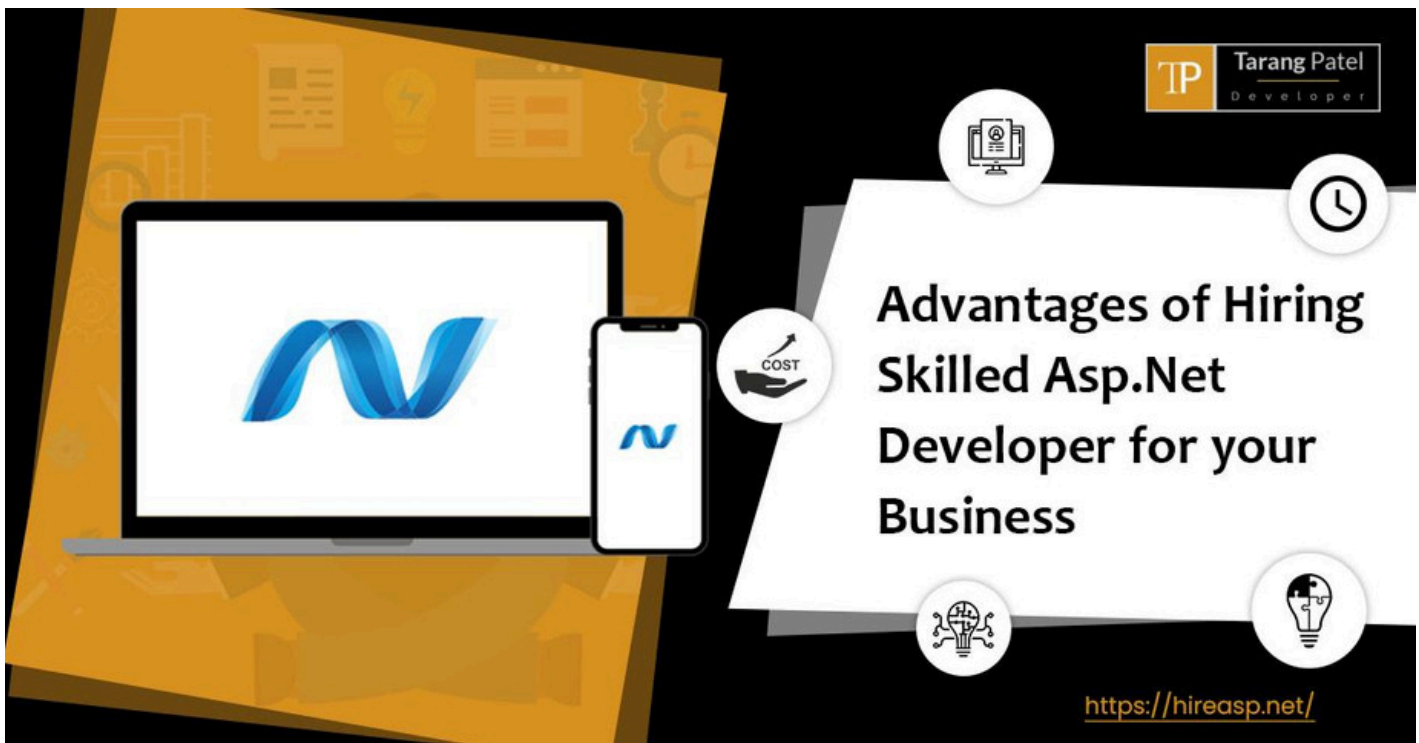 TP
Tarang Patel
Developer
COST
Advantages of Hiring
Skilled Asp.Net
Developer for your
Business
https://hireasp.net/